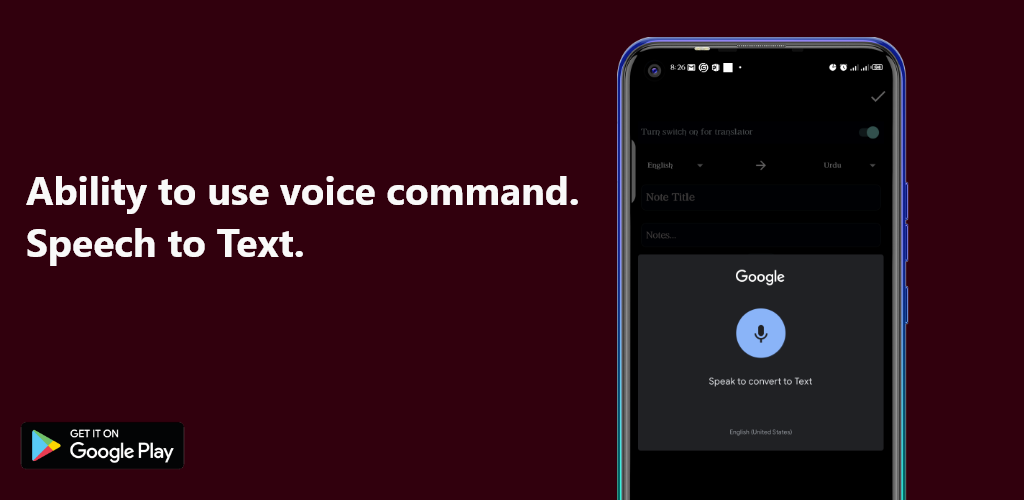 Ability to use voice command.
Speech to Text.
GET IT ON
Google Play
8:26
Turn switch on for translator
English
Urdu
Note Title
Notes...
Google
Speak to convert to Text
English (United States)